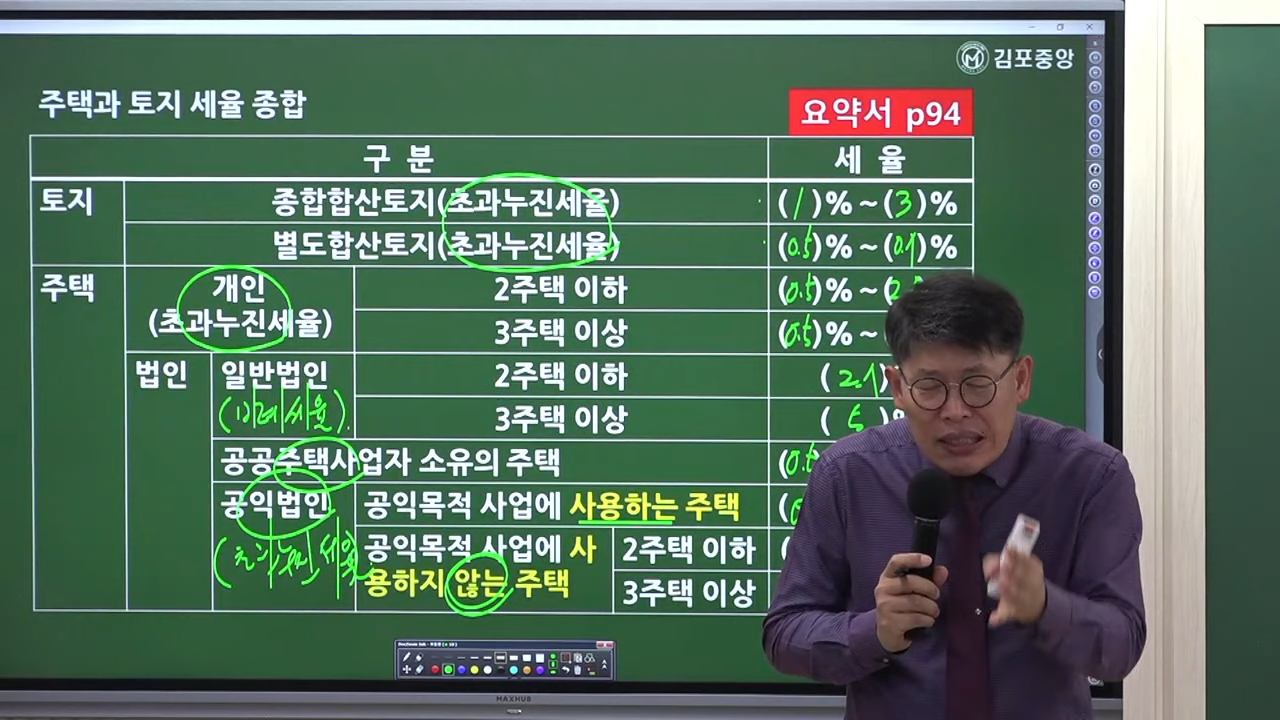 김포중앙
주택과 토지 세율 종합
요약서 p94
구 분 세 율
토지 종합합산토지(초과누진세율) (1)% ~ (3)%
별도합산토지(초과누진세율) (0.5)% ~ ( )%
주택 개인 2주택 이하 (0.5)% ~
(초과누진세율)
3주택 이상 (0.5)% ~
법인 일반법인 2주택 이하 (2.7)
(비례세율) 3주택 이상 (5)%
공공주택사업자 소유의 주택
공익법인 공익목적 사업에 사용하는 주택
(초과누진세율)
공익목적 사업에 사
용하지 않는 주택
2주택 이하
3주택 이상
MAXHUB